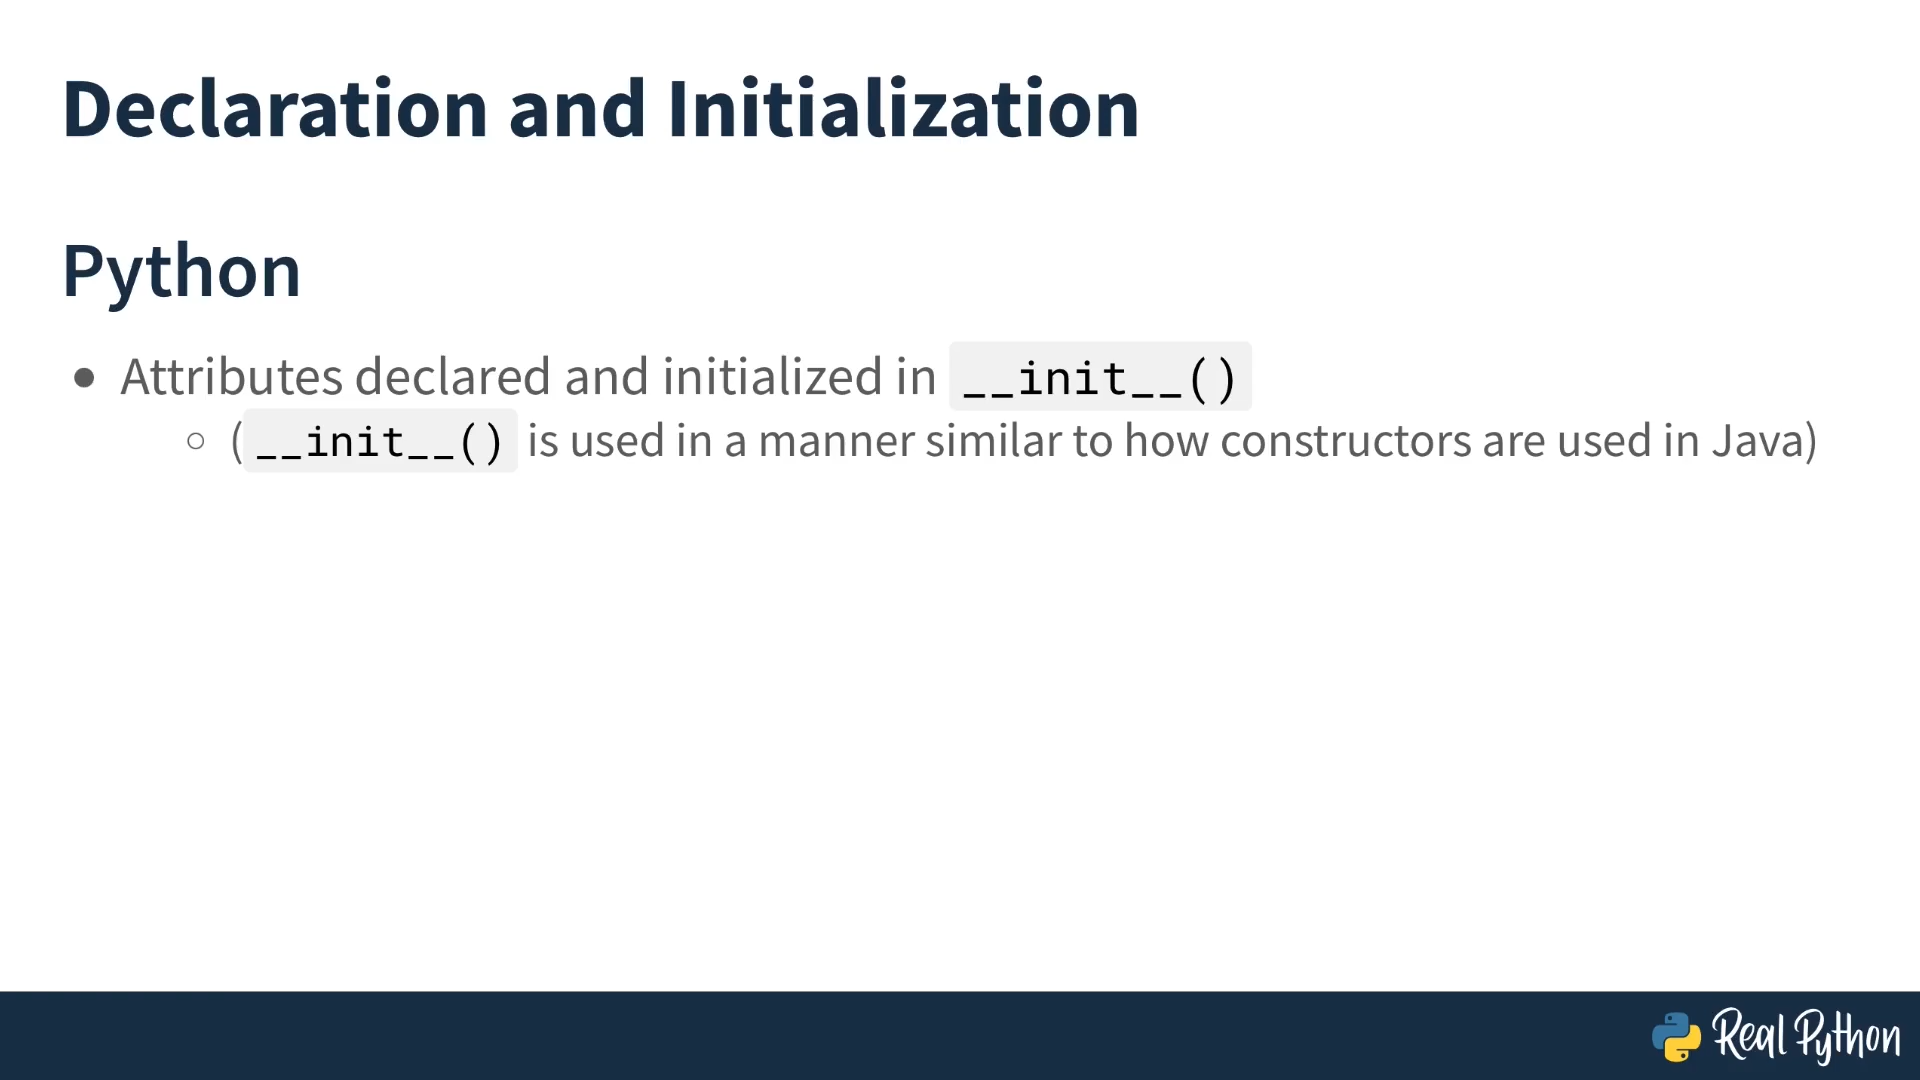 Declaration and Initialization
Python
● Attributes declared and initialized in __init__()
○ (__init__() is used in a manner similar to how constructors are used in Java)
Real Python